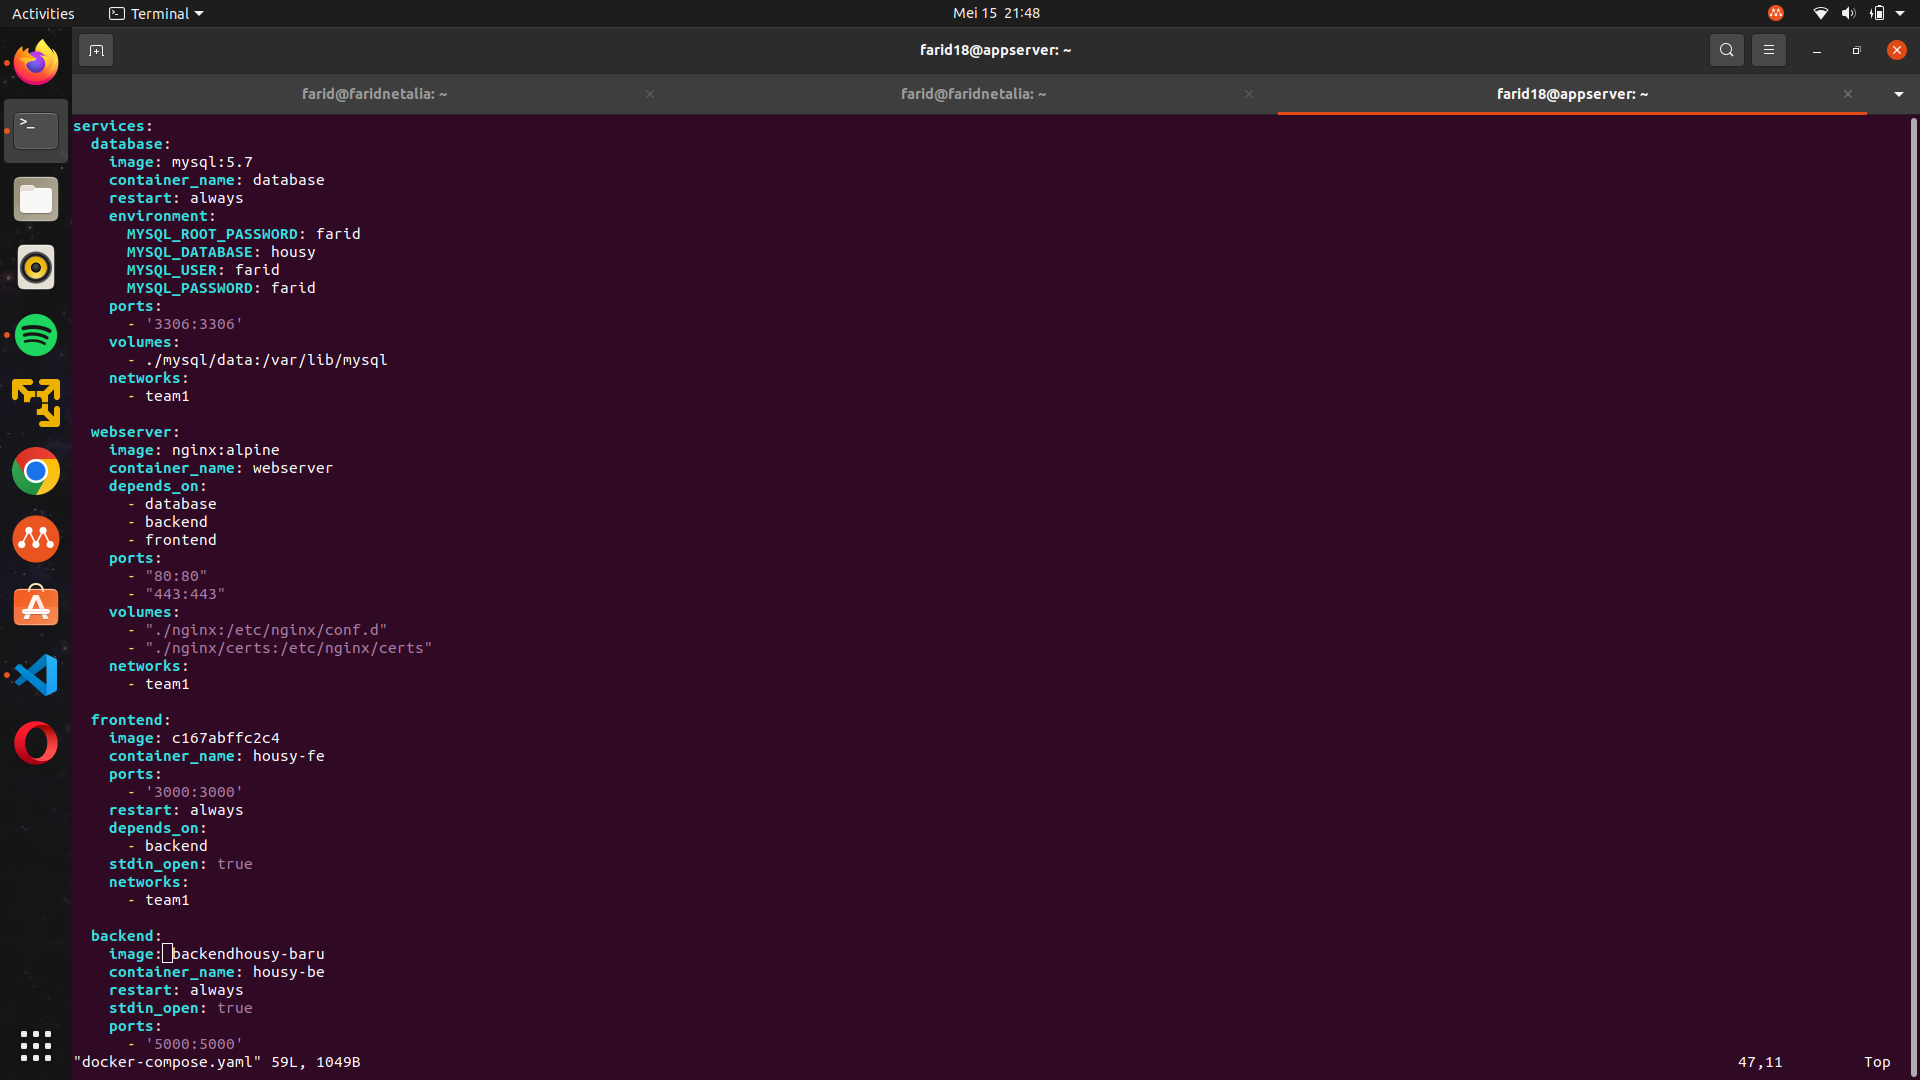 Activities
Terminal
Mei 15 21:48
farid18@appserver: ~
farid@faridnetalia: ~
farid@faridnetalia: ~
farid18@appserver: ~
services:
  database:
    image: mysql:5.7
    container_name: database
    restart: always
    environment:
      MYSQL_ROOT_PASSWORD: farid
      MYSQL_DATABASE: housy
      MYSQL_USER: farid
      MYSQL_PASSWORD: farid
    ports:
      - '3306:3306'
    volumes:
      - ./mysql/data:/var/lib/mysql
    networks:
      - team1
  webserver:
    image: nginx:alpine
    container_name: webserver
    depends_on:
      - database
      - backend
      - frontend
    ports:
      - "80:80"
      - "443:443"
    volumes:
      - "./nginx:/etc/nginx/conf.d"
      - "./nginx/certs:/etc/nginx/certs"
    networks:
      - team1
  frontend:
    image: c167abffc2c4
    container_name: housy-fe
    ports:
      - '3000:3000'
    restart: always
    depends_on:
      - backend
    stdin_open: true
    networks:
      - team1
  backend:
    image: backendhousy-baru
    container_name: housy-be
    restart: always
    stdin_open: true
    ports:
      - '5000:5000'
"docker-compose.yaml" 59L, 1049B
47,11
Top